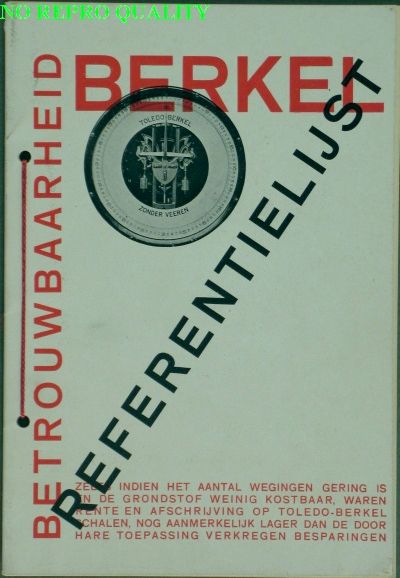 NO REPRO QUALITY
BERKEL
BETROUWBAARHEID
TOLEDO-BERKEL
ZONDER VEEREN
REFERENTIELIJST
INDIEN HET AANTAL WEGINGEN GERING IS
EN DE GRONDSTOF WEINIG KOSTBAAR, WAREN
RENTE EN AFSCHRIJVING OP TOLEDO-BERKEL
SCHALEN, NOG AANMERKELIJK LAGER DAN DE DOOR
HARE TOEPASSING VERKREGEN BESPARINGEN